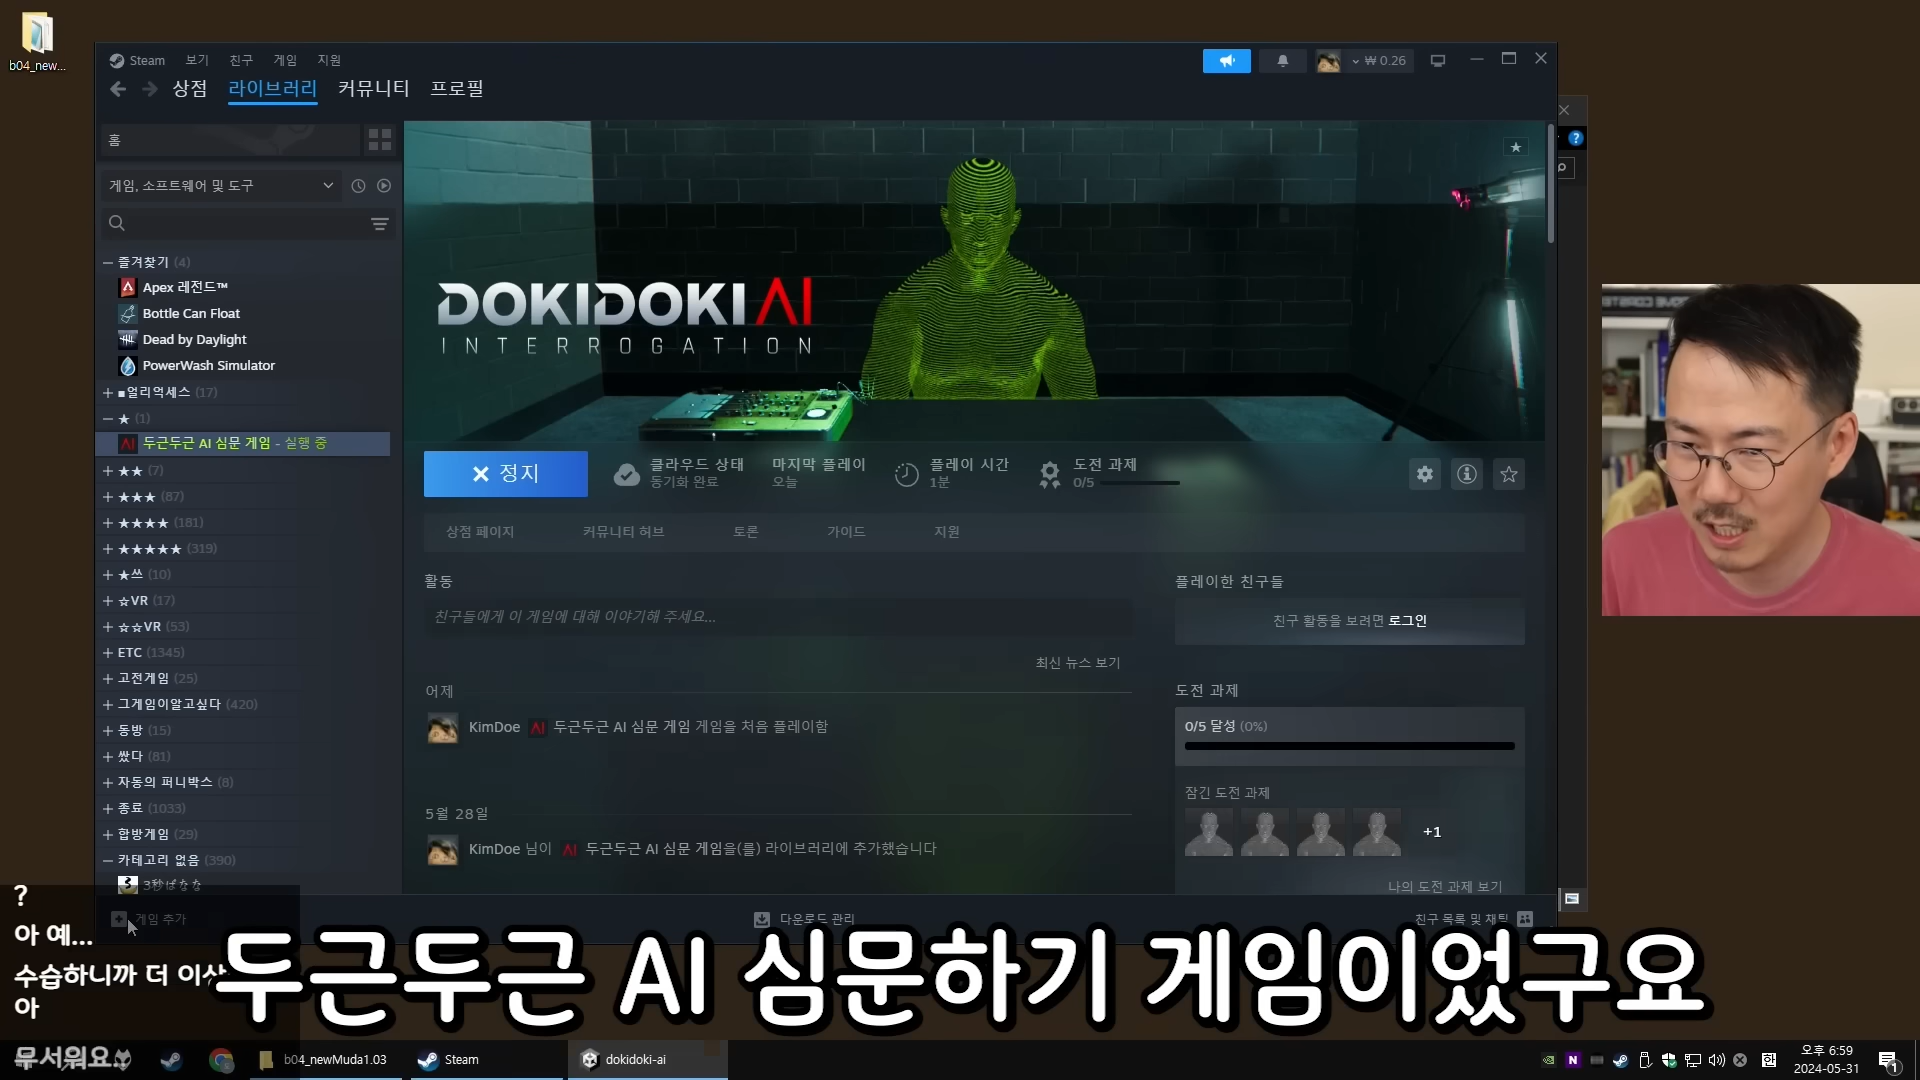 b04_new...
Steam 보기 친구 게임 지원
₩ 0.26
상점 라이브러리 커뮤니티 프로필
홈
게임, 소프트웨어 및 도구
즐겨찾기 (4)
Apex 레전드™
Bottle Can Float
Dead by Daylight
PowerWash Simulator
■얼리억세스 (17)
★ (1)
두근두근 AI 심문 게임 - 실행 중
★★ (7)
★★★ (87)
★★★★ (181)
★★★★★ (319)
★쓰 (10)
☆VR (17)
☆☆VR (53)
ETC (1345)
고전게임 (25)
그게임이알고싶다 (420)
동방 (15)
쌌다 (81)
자동의 퍼니박스 (8)
종료 (1033)
합방게임 (29)
카테고리 없음 (390)
3秒ばなな
게임 추가
DOKIDOKI AI
INTERROGATION
정지
클라우드 상태
동기화 완료
마지막 플레이
오늘
플레이 시간
1분
도전 과제
0/5
상점 페이지 커뮤니티 허브 토론 가이드 지원
활동
친구들에게 이 게임에 대해 이야기해 주세요...
최신 뉴스 보기
어제
KimDoe 두근두근 AI 심문 게임 게임을 처음 플레이함
5월 28일
KimDoe 님이 두근두근 AI 심문 게임을(를) 라이브러리에 추가했습니다
플레이한 친구들
친구 활동을 보려면 로그인
도전 과제
0/5 달성 (0%)
잠긴 도전 과제
+1
나의 도전 과제 보기
다운로드 관리
친구 목록 및 채팅
?
아 예...
수습하니까 더 이상
아
무서워요..
두근두근 AI 심문하기 게임이었구요
b04_newMuda1.03
Steam
dokidoki-ai
오후 6:59
2024-05-31